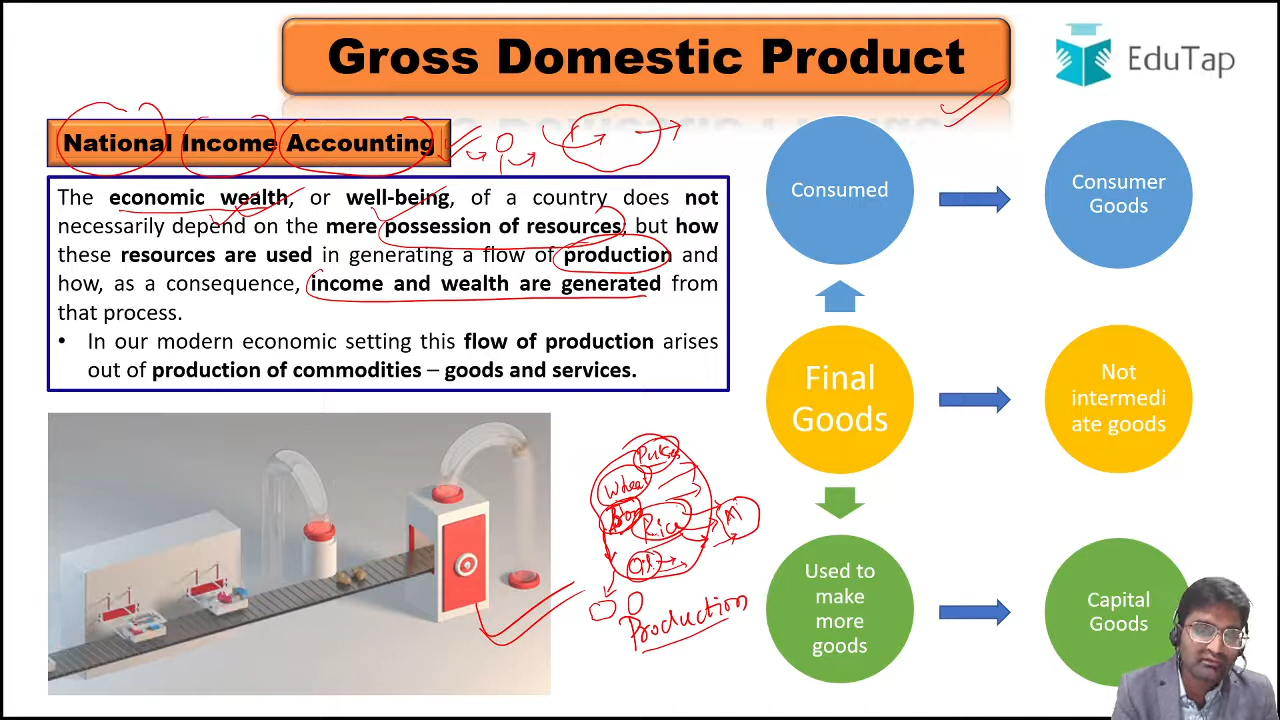 Gross Domestic Product
EduTap
National Income Accounting
The economic wealth, or well-being, of a country does not
necessarily depend on the mere possession of resources; but how
these resources are used in generating a flow of production and
how, as a consequence, income and wealth are generated from
that process.
• In our modern economic setting this flow of production arises
out of production of commodities – goods and services.
Consumed
Consumer
Goods
Final
Goods
Not
intermedi
ate goods
Used to
make
more
goods
Capital
Goods
Pulses
Wheat
Rice
M
Oil
Production